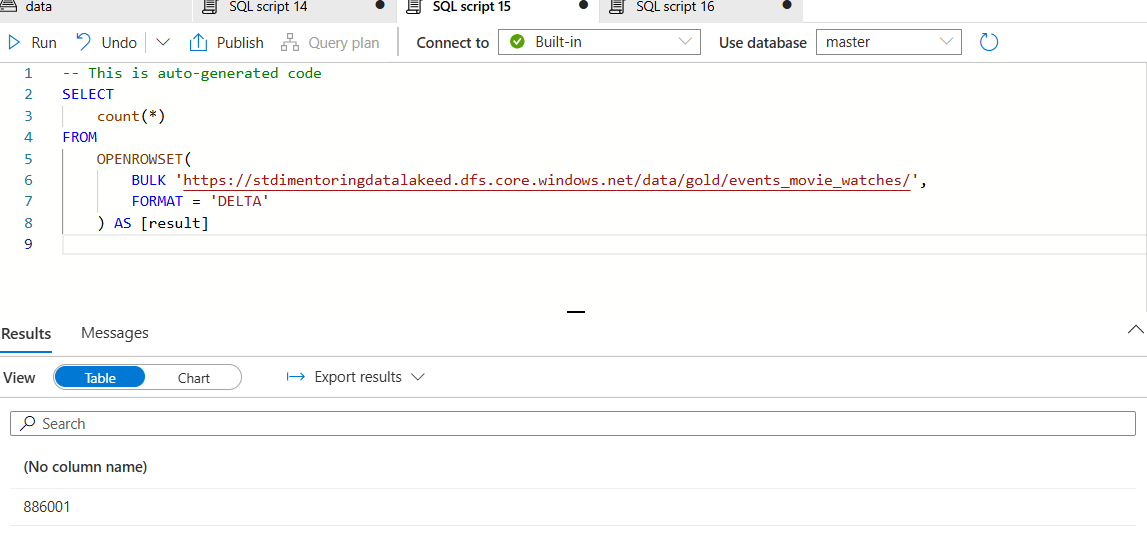 data
SQL script 14
SQL script 15
SQL script 16
Run
Undo
Publish
Query plan
Connect to
Built-in
Use database
master
1 -- This is auto-generated code
2 SELECT
3 count(*)
4 FROM
5 OPENROWSET(
6 BULK 'https://stdimentoringdatalakeed.dfs.core.windows.net/data/gold/events_movie_watches/',
7 FORMAT = 'DELTA'
8 ) AS [result]
9
Results
Messages
View
Table
Chart
Export results
Search
(No column name)
886001